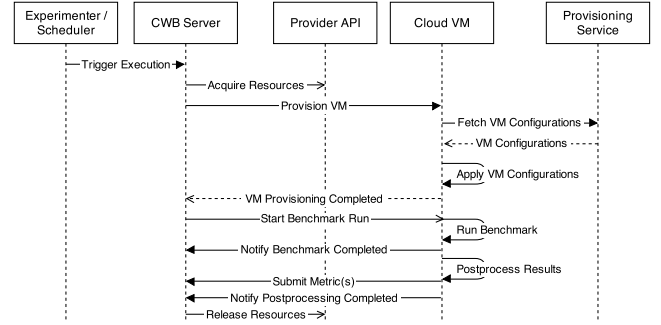 Experimenter /
Scheduler
CWB Server
Provider API
Cloud VM
Provisioning
Service
Trigger Execution
Acquire Resources
Provision VM
Fetch VM Configurations
VM Configurations
Apply VM Configurations
VM Provisioning Completed
Start Benchmark Run
Run Benchmark
Notify Benchmark Completed
Postprocess Results
Submit Metric(s)
Notify Postprocessing Completed
Release Resources